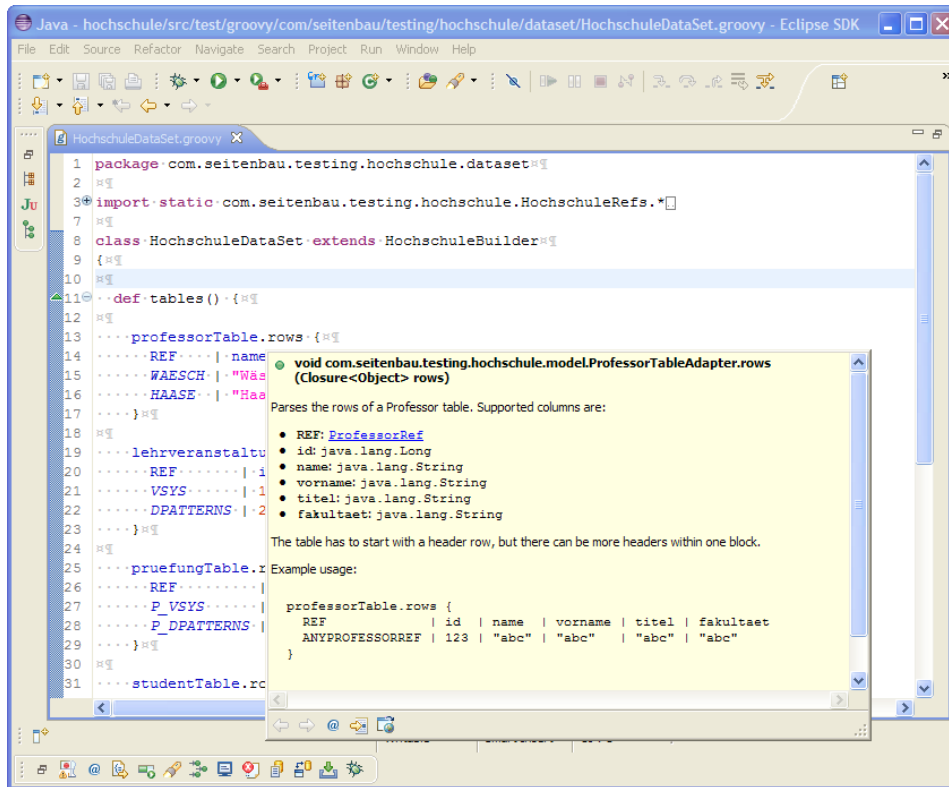 Java - hochschule/src/test/groovy/com/seitenbau/testing/hochschule/dataset/HochschuleDataSet.groovy - Eclipse SDK
File Edit Source Refactor Navigate Search Project Run Window Help
HochschuleDataSet.groovy
1 package com.seitenbau.testing.hochschule.dataset
2
3 import static com.seitenbau.testing.hochschule.HochschuleRefs.*
7
8 class HochschuleDataSet extends HochschuleBuilder
9 {
10
11 def tables() {
12
13 professorTable.rows {
14 REF | name
15 WAESCH | "Wäs
16 HAASE | "Haa
17 }
18
19 lehrveranstaltu
20 REF | i
21 VSYS | 1
22 DPATTERNS | 2
23 }
24
25 pruefungTable.r
26 REF |
27 P_VSYS |
28 P_DPATTERNS |
29 }
30
31 studentTable.ro
void com.seitenbau.testing.hochschule.model.ProfessorTableAdapter.rows
(Closure<Object> rows)
Parses the rows of a Professor table. Supported columns are:
• REF: ProfessorRef
• id: java.lang.Long
• name: java.lang.String
• vorname: java.lang.String
• titel: java.lang.String
• fakultaet: java.lang.String
The table has to start with a header row, but there can be more headers within one block.
Example usage:
professorTable.rows {
REF | id | name | vorname | titel | fakultaet
ANYPROFESSORREF | 123 | "abc" | "abc" | "abc" | "abc"
}